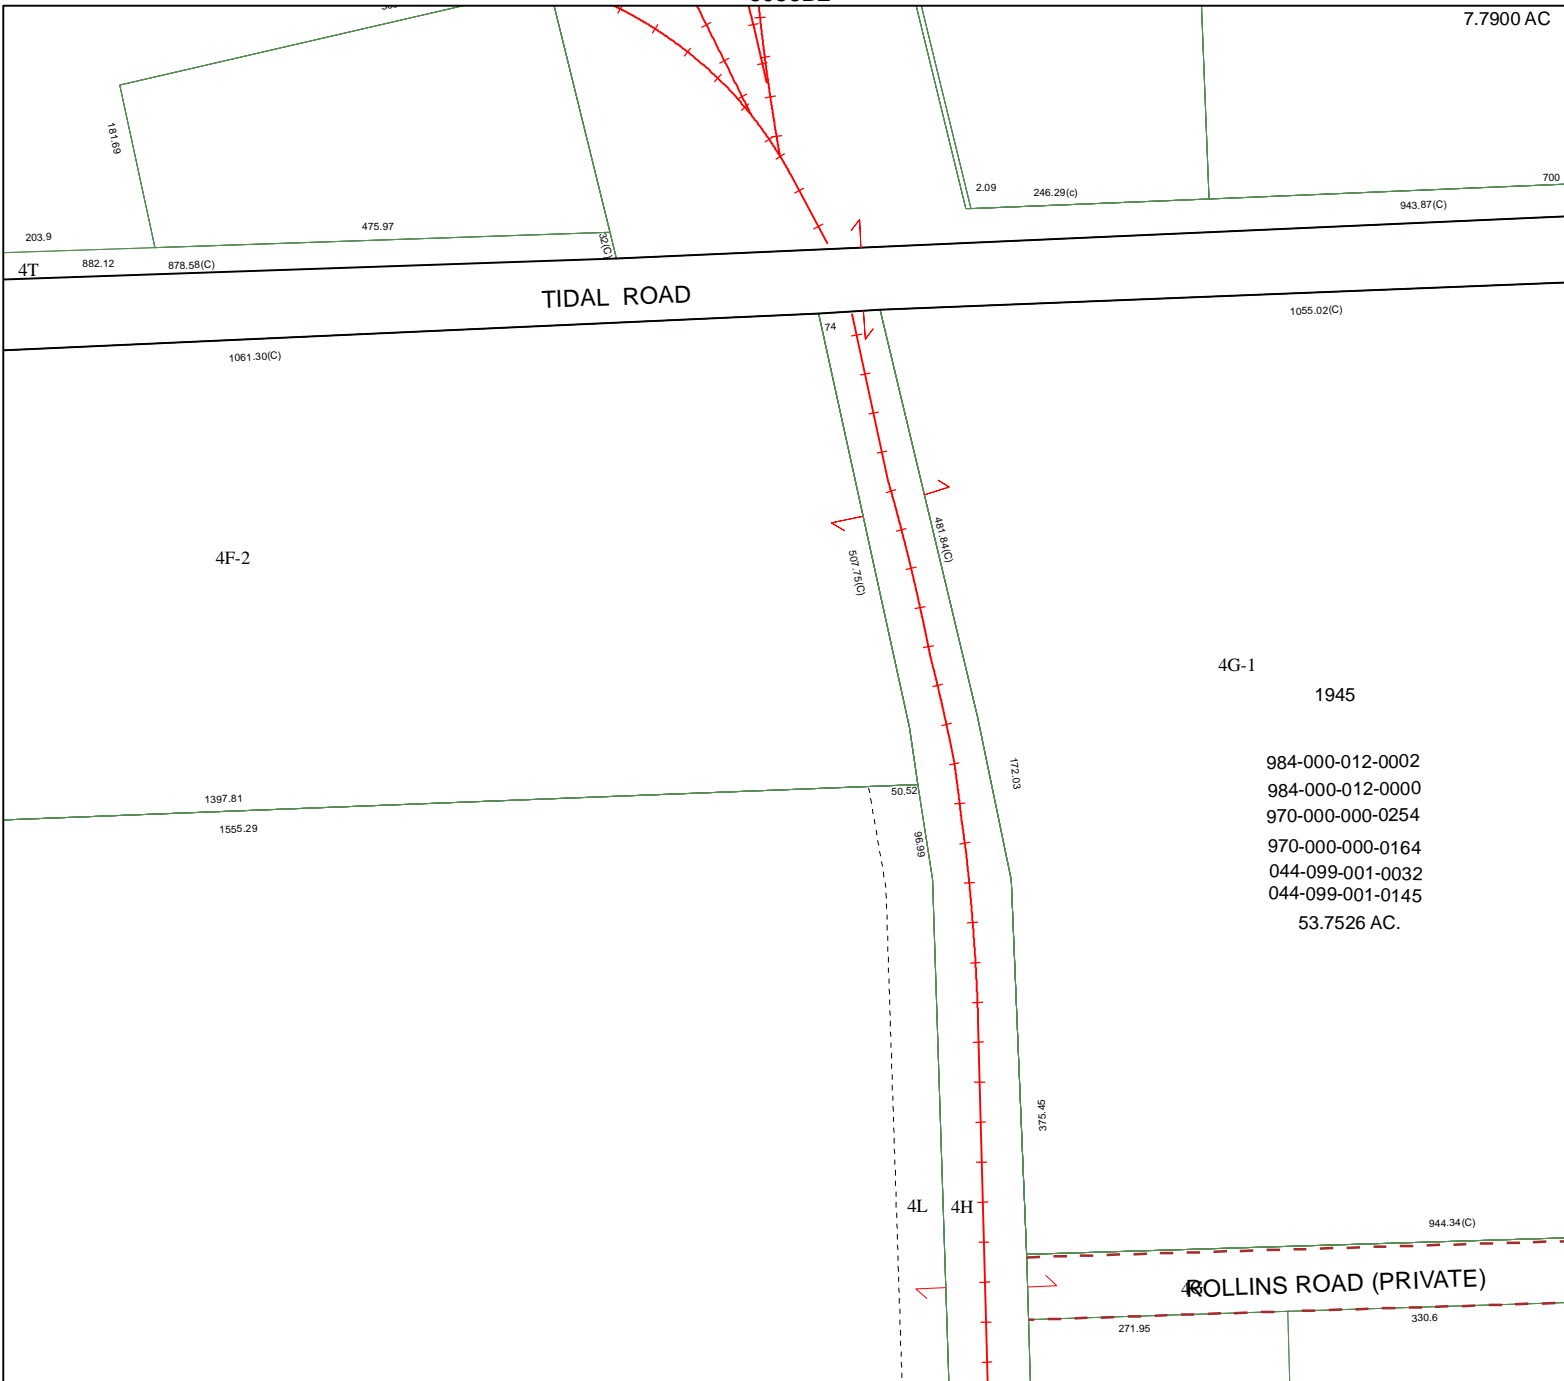 7.7900 AC
181.69
2.09
246.29(c)
700
943.87(C)
203.9
475.97
32(C)
4T
882.12
878.58(C)
TIDAL ROAD
1055.02(C)
74
1061.30(C)
481.84(C)
4F-2
507.75(C)
4G-1
1945
984-000-012-0002
172.03
984-000-012-0000
1397.81
50.52
970-000-000-0254
1555.29
96.99
970-000-000-0164
044-099-001-0032
044-099-001-0145
53.7526 AC.
375.45
4L
4H
944.34(C)
4G
ROLLINS ROAD (PRIVATE)
271.95
330.6